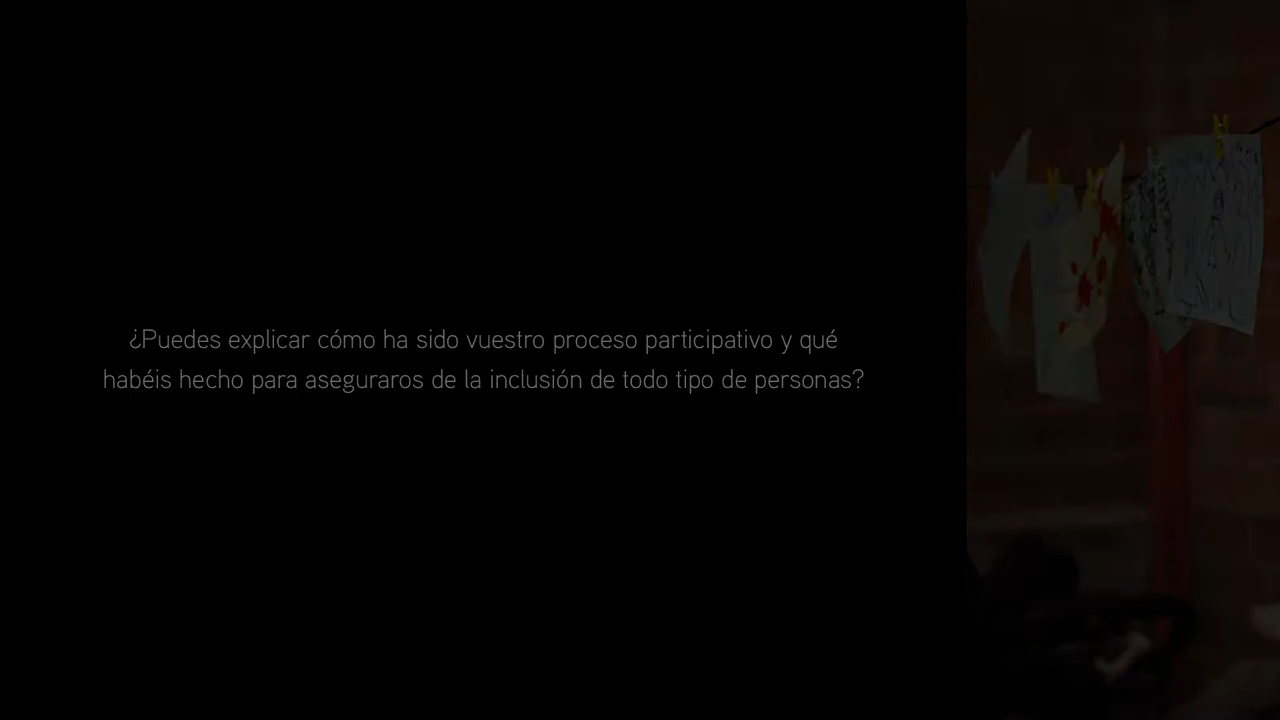 ¿Puedes explicar cómo ha sido vuestro proceso participativo y qué
habéis hecho para aseguraros de la inclusión de todo tipo de personas?